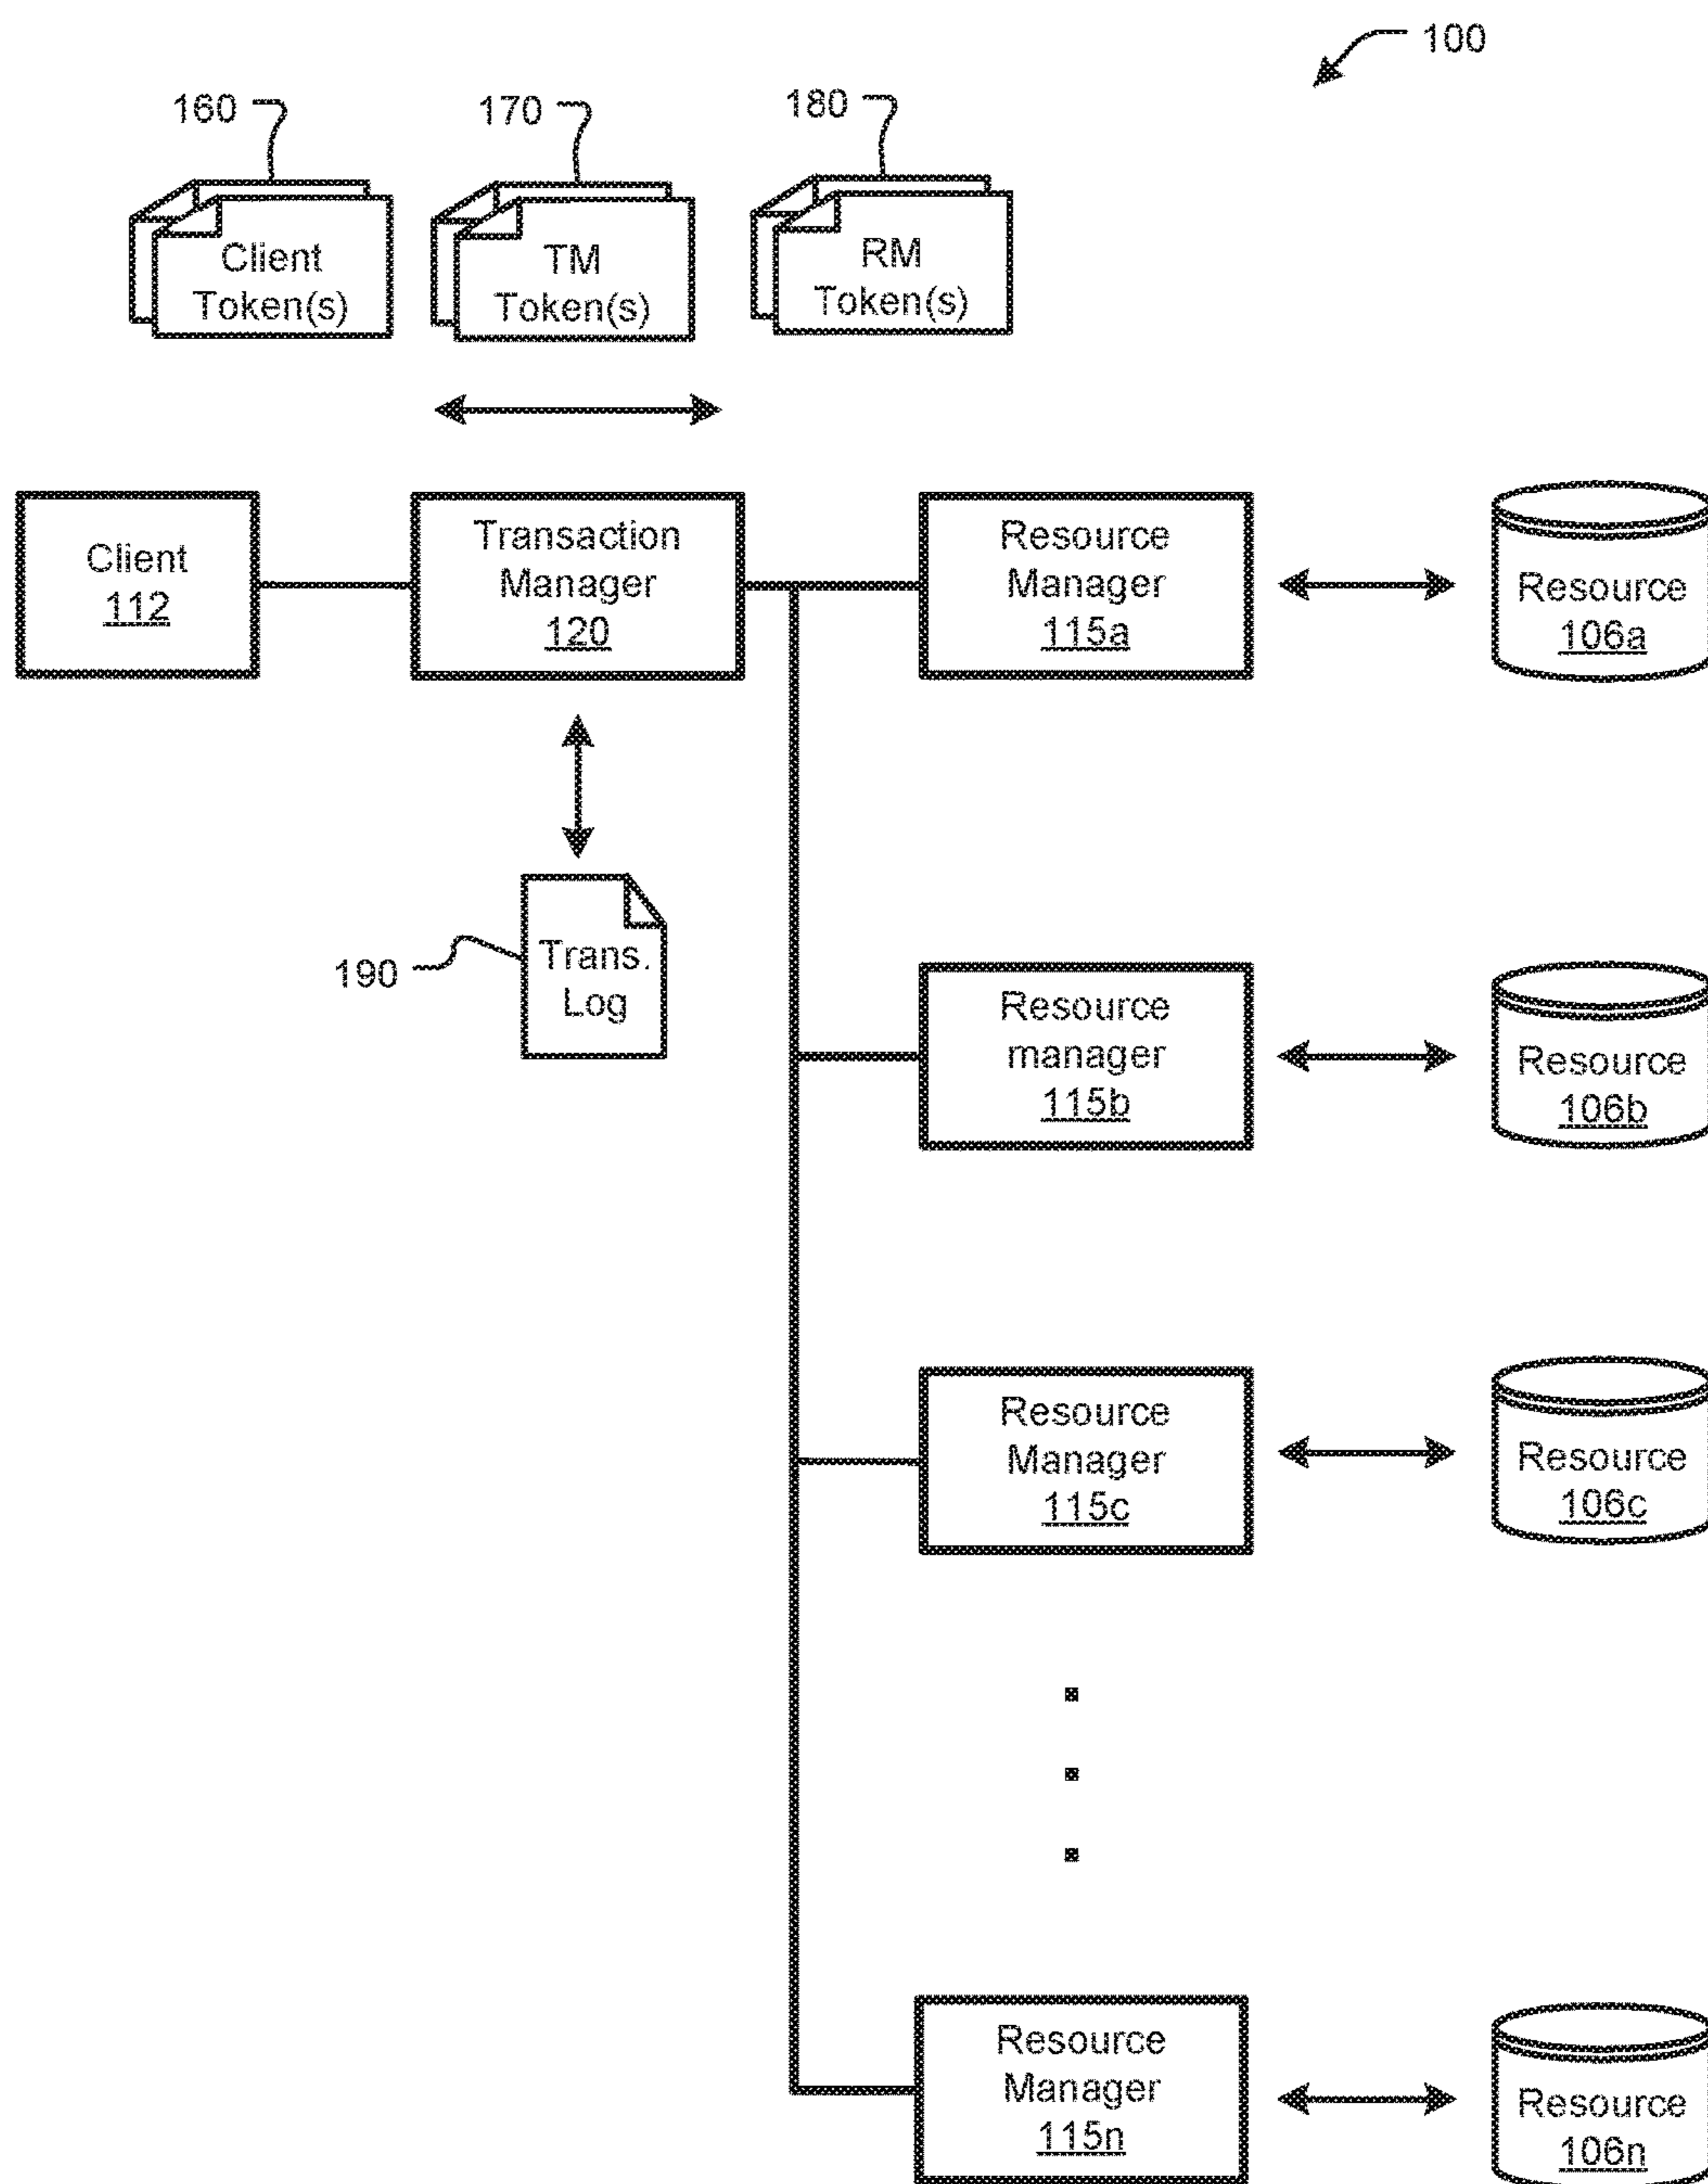 100
160
170
180
Client
Token(s)
TM
Token(s)
RM
Token(s)
Client
112
Transaction
Manager
120
Resource
Manager
115a
Resource
106a
190
Trans.
Log
Resource
manager
115b
Resource
106b
Resource
Manager
115c
Resource
106c
Resource
Manager
115n
Resource
106n